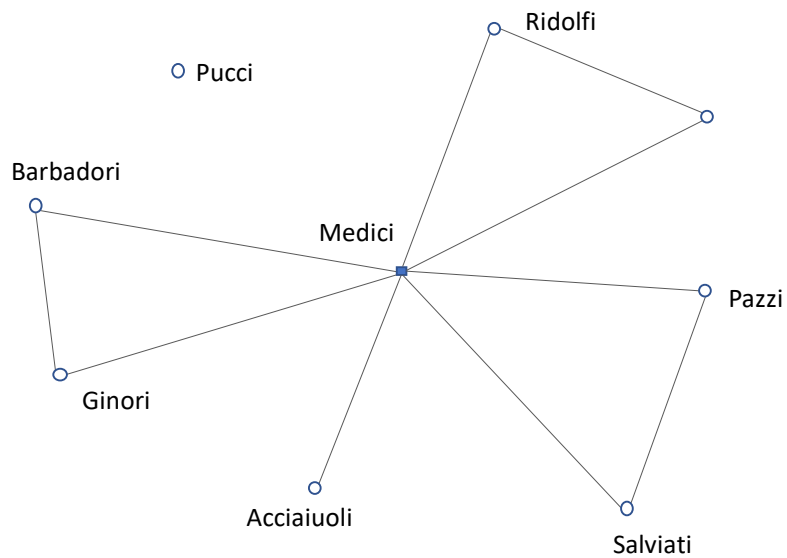 Ridolfi
Pucci
Barbadori
Medici
Pazzi
Ginori
Acciaiuoli
Salviati